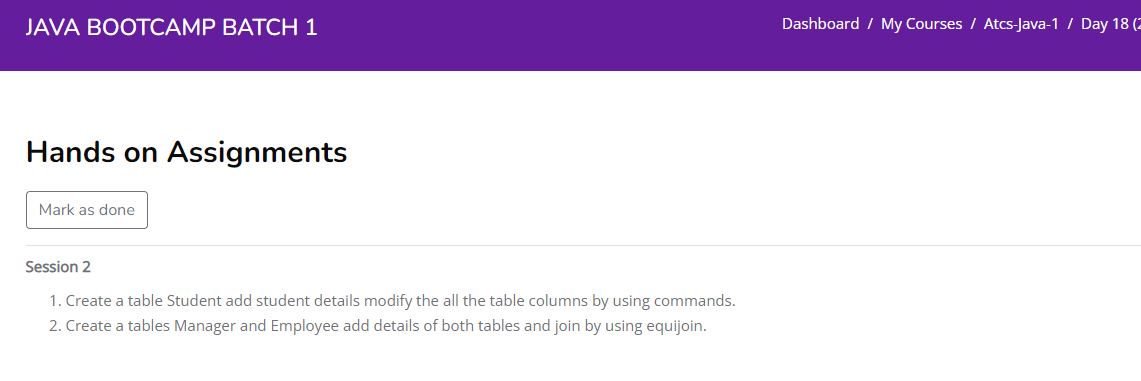 JAVA BOOTCAMP BATCH 1
Dashboard / My Courses / Atcs-Java-1 / Day 18 (2
Hands on Assignments
Mark as done
Session 2
1. Create a table Student add student details modify the all the table columns by using commands.
2. Create a tables Manager and Employee add details of both tables and join by using equijoin.